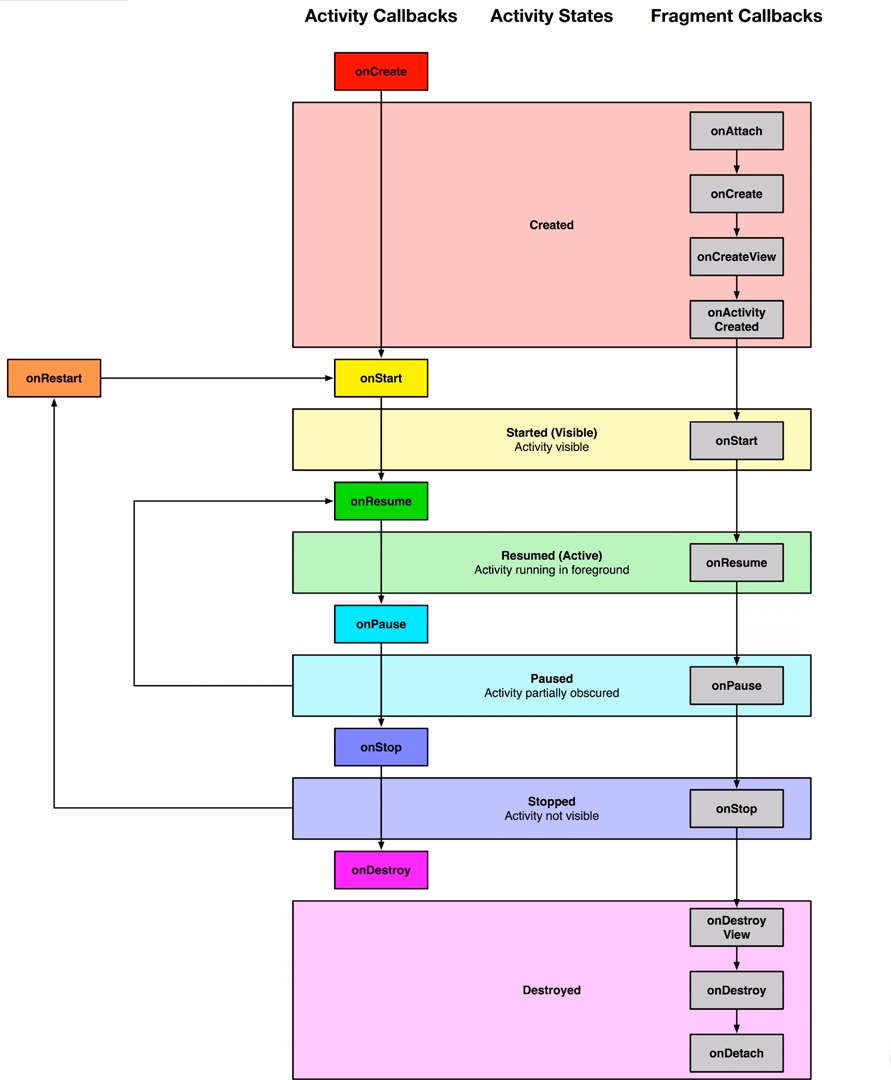 Activity Callbacks Activity States Fragment Callbacks
onCreate
onAttach
onCreate
Created
onCreateView
onActivity
Created
onRestart
onStart
Started (Visible)
Activity visible
onStart
onResume
Resumed (Active)
Activity running in foreground
onResume
onPause
Paused
Activity partially obscured
onPause
onStop
Stopped
Activity not visible
onStop
onDestroy
onDestroy
View
Destroyed
onDestroy
onDetach